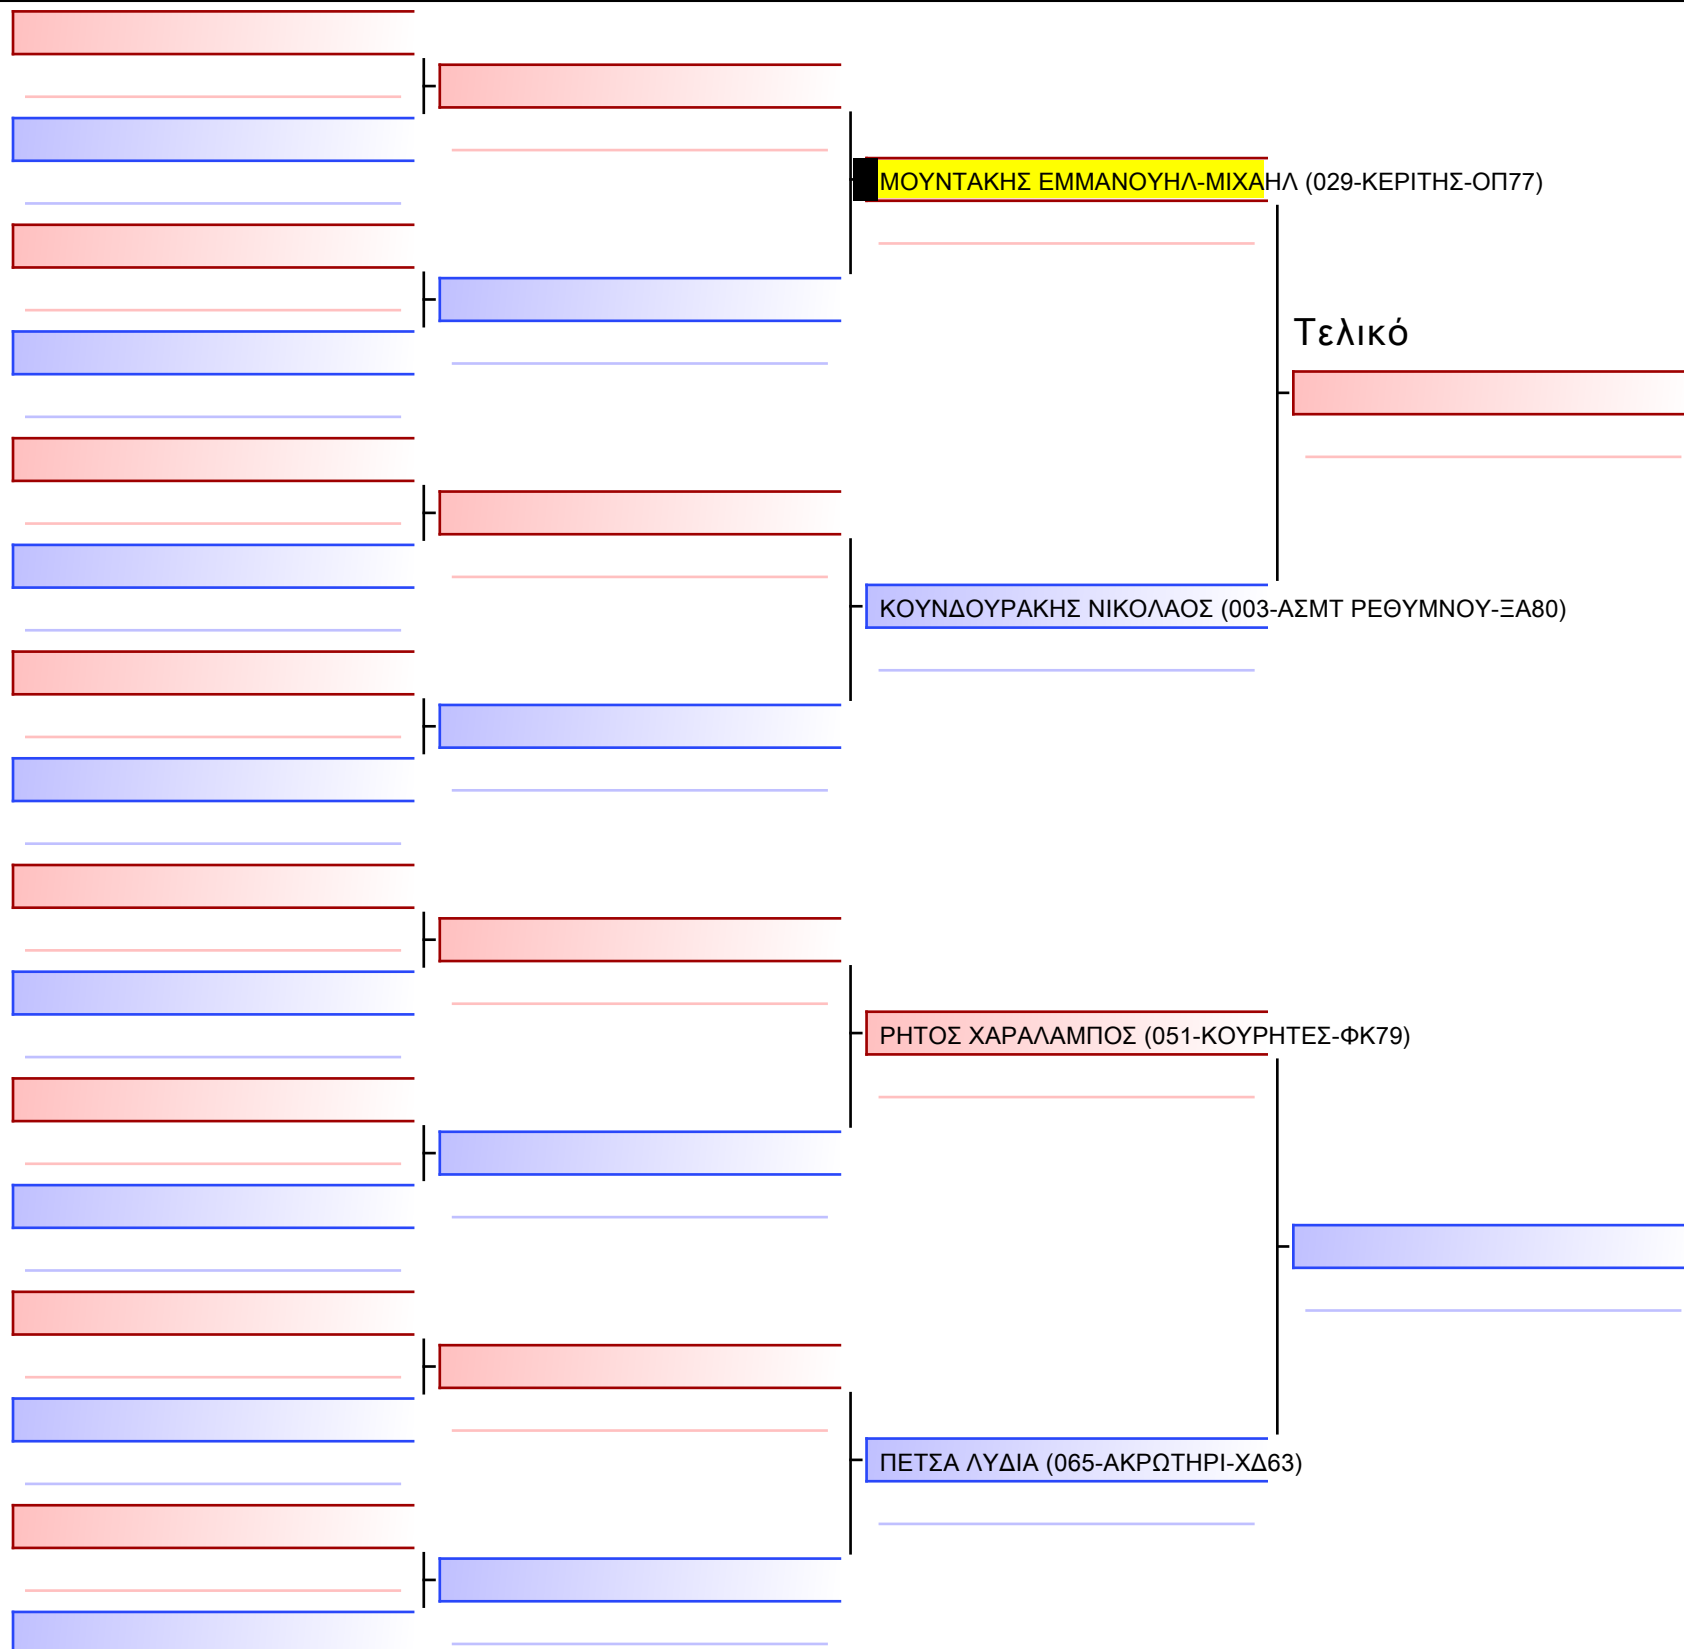 ΜΟΥΝΤΑΚΗΣ ΕΜΜΑΝΟΥΗΛ-ΜΙΧΑΗΛ (029-ΚΕΡΙΤΗΣ-ΟΠ77)
Τελικό
ΚΟΥΝΔΟΥΡΑΚΗΣ ΝΙΚΟΛΑΟΣ (003-ΑΣΜΤ ΡΕΘΥΜΝΟΥ-ΞΑ80)
ΡΗΤΟΣ ΧΑΡΑΛΑΜΠΟΣ (051-ΚΟΥΡΗΤΕΣ-ΦΚ79)
ΠΕΤΣΑ ΛΥΔΙΑ (065-ΑΚΡΩΤΗΡΙ-ΧΔ63)